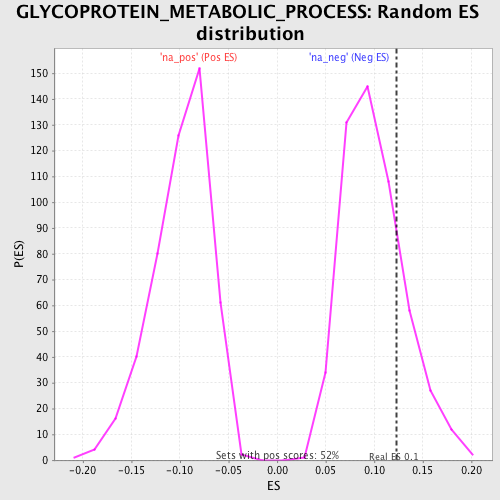 GLYCOPROTEIN_METABOLIC_PROCESS: Random ES
distribution
'na_pos' (Pos ES)
'na_neg' (Neg ES)
150
140
130
120
110
100
90
80
70
60
50
40
30
20
10
0
P(ES)
Sets with pos scores: 52%
Real ES 0.1
-0.20 -0.15 -0.10 -0.05 0.00 0.05 0.10 0.15 0.20
ES